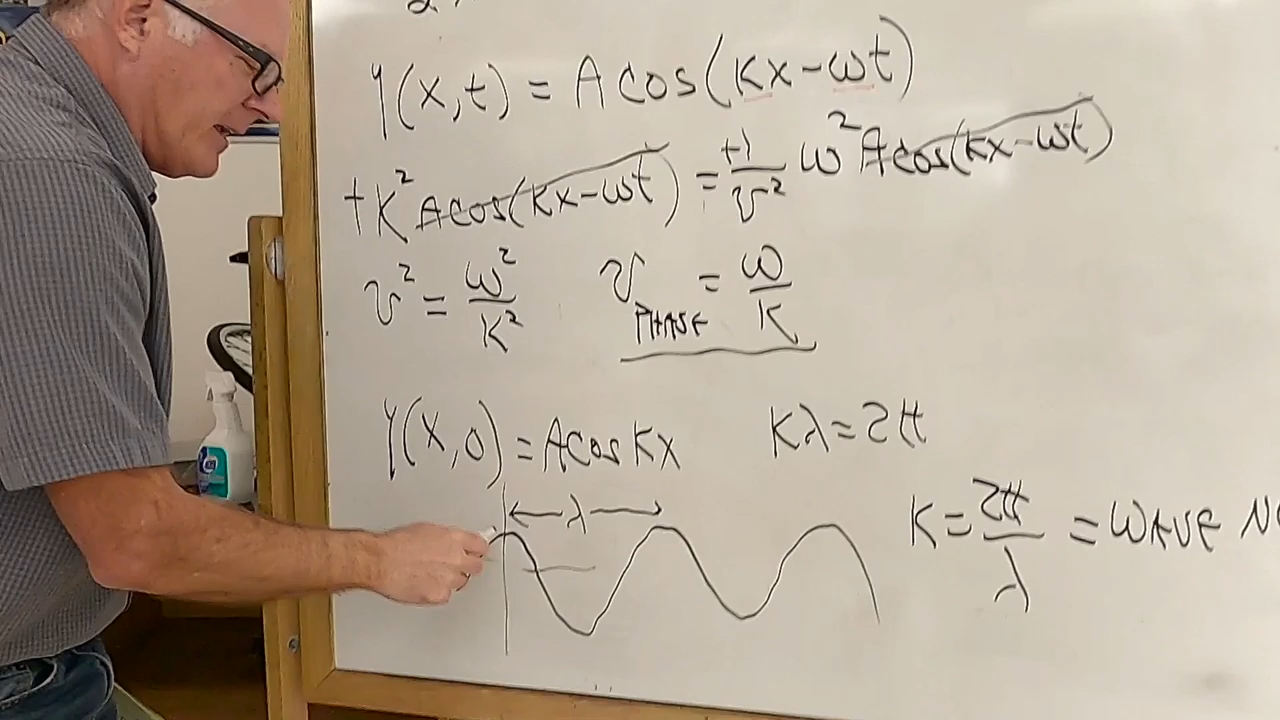 y(x,t) = A cos(kx-ωt)
+k² A cos(kx-ωt) = +1/v² ω² A cos(kx-ωt)
v² = ω²/k² v PHASE = ω/k
y(x,0) = A cos kx kλ = 2π
← λ →
k = 2π/λ = WAVE